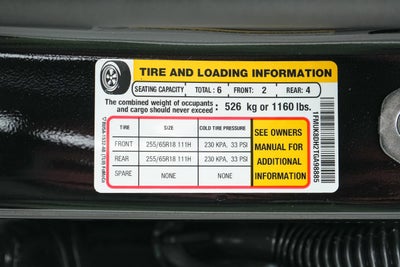 TIRE AND LOADING INFORMATION
SEATING CAPACITY TOTAL: 6 FRONT: 2 REAR: 4
The combined weight of occupants
and cargo should never exceed : 526 kg or 1160 lbs.
TIRE SIZE COLD TIRE PRESSURE
FRONT 255/65R18 111H 230 KPA, 33 PSI
REAR 255/65R18 111H 230 KPA, 33 PSI
SPARE NONE NONE
SEE OWNERS
MANUAL FOR
ADDITIONAL
INFORMATION